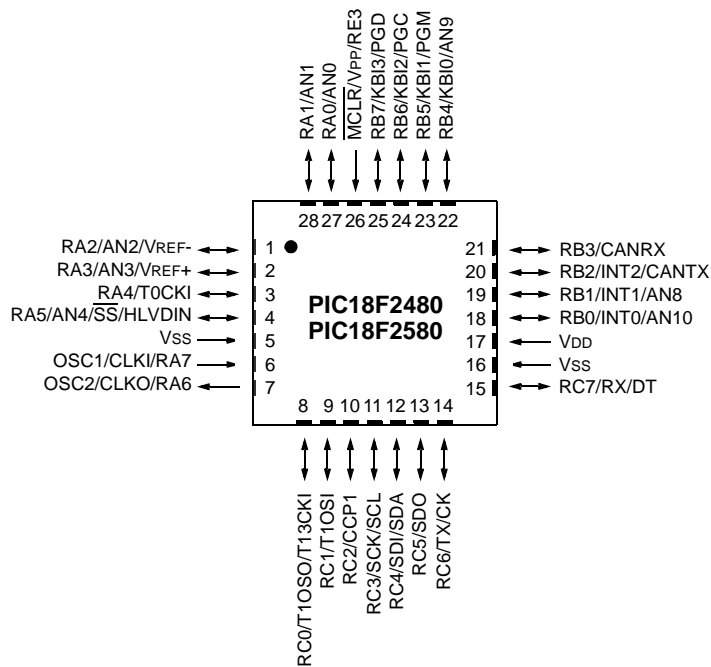 RA1/AN1
RA0/AN0
MCLR/VPP/RE3
RB7/KBI3/PGD
RB6/KBI2/PGC
RB5/KBI1/PGM
RB4/KBI0/AN9
28 27 26 25 24 23 22
RA2/AN2/VREF- 1
RA3/AN3/VREF+ 2
RA4/T0CKI 3
RA5/AN4/SS/HLVDIN 4
VSS 5
OSC1/CLKI/RA7 6
OSC2/CLKO/RA6 7
PIC18F2480
PIC18F2580
21 RB3/CANRX
20 RB2/INT2/CANTX
19 RB1/INT1/AN8
18 RB0/INT0/AN10
17 VDD
16 VSS
15 RC7/RX/DT
8 9 10 11 12 13 14
RC0/T1OSO/T13CKI
RC1/T1OSI
RC2/CCP1
RC3/SCK/SCL
RC4/SDI/SDA
RC5/SDO
RC6/TX/CK